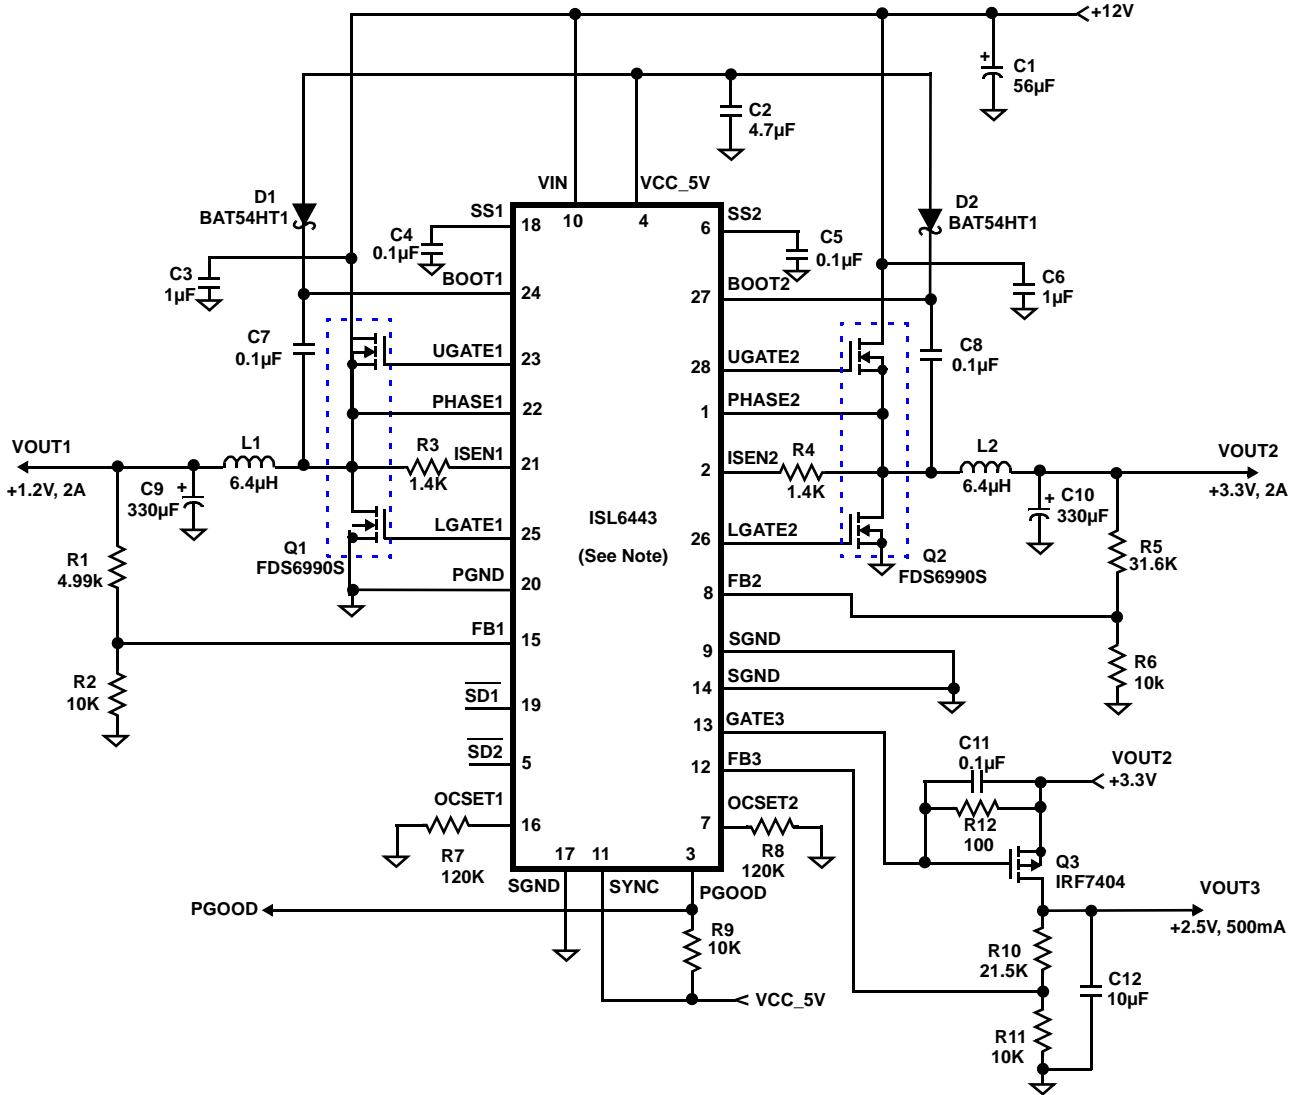 +12V
C1
56µF
C2
4.7µF
VIN
VCC_5V
D1
BAT54HT1
SS1
18
10
4
6
SS2
D2
BAT54HT1
C4
0.1µF
C5
0.1µF
C3
1µF
BOOT1
24
27
BOOT2
C6
1µF
C7
0.1µF
UGATE1
23
28
UGATE2
C8
0.1µF
PHASE1
22
1
PHASE2
VOUT1
+1.2V, 2A
L1
6.4µH
R3
1.4K
ISEN1
21
2
ISEN2
R4
1.4K
L2
6.4µH
VOUT2
+3.3V, 2A
C9
330µF
C10
330µF
ISL6443
(See Note)
LGATE1
25
26
LGATE2
Q1
FDS6990S
Q2
FDS6990S
R1
4.99k
R5
31.6K
PGND
20
8
FB2
FB1
15
9
SGND
R2
10K
R6
10k
14
SGND
SD1
19
13
GATE3
SD2
5
12
FB3
C11
0.1µF
VOUT2
+3.3V
OCSET1
16
7
OCSET2
R12
100
R7
120K
R8
120K
17
11
3
Q3
IRF7404
SGND
SYNC
PGOOD
VOUT3
+2.5V, 500mA
PGOOD
R9
10K
R10
21.5K
C12
10µF
VCC_5V
R11
10K